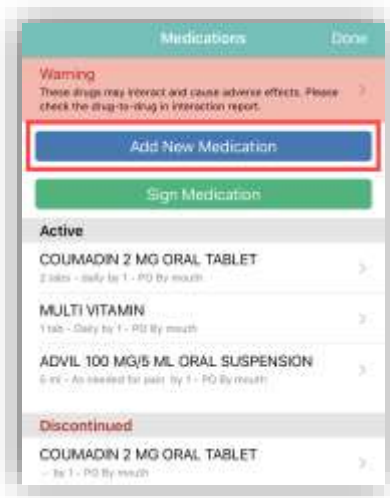 Medications Done
Warning
These drugs may interact and cause adverse effects. Please
check the drug-to-drug in interaction report.
Add New Medication
Sign Medication
Active
COUMADIN 2 MG ORAL TABLET
2 tabs - daily by 1 - PO By mouth
MULTI VITAMIN
1 tab - Daily by 1 - PO By mouth
ADVIL 100 MG/5 ML ORAL SUSPENSION
5 ml - As needed for pain by 1 - PO By mouth
Discontinued
COUMADIN 2 MG ORAL TABLET
- by 1 - PO By mouth